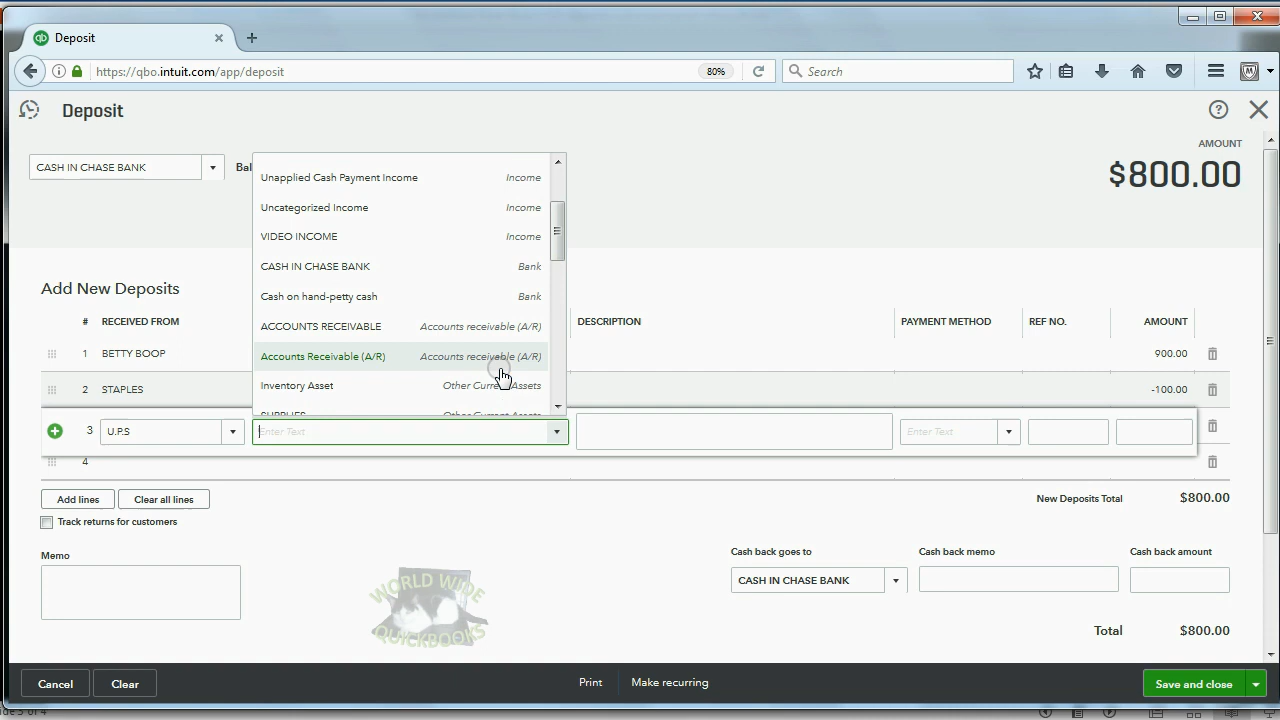 Deposit
https://qbo.intuit.com/app/deposit
80%
Search
Deposit
AMOUNT
CASH IN CHASE BANK
Bal
$800.00
Unapplied Cash Payment Income Income
Uncategorized Income Income
VIDEO INCOME Income
CASH IN CHASE BANK Bank
Cash on hand-petty cash Bank
ACCOUNTS RECEIVABLE Accounts receivable (A/R)
Accounts Receivable (A/R) Accounts receivable (A/R)
Inventory Asset Other Current Assets
SUPPLIES Other Current Assets
Add New Deposits
# RECEIVED FROM DESCRIPTION PAYMENT METHOD REF NO. AMOUNT
1 BETTY BOOP 900.00
2 STAPLES -100.00
3 U.P.S Enter Text Enter Text
4
Add lines Clear all lines New Deposits Total $800.00
Track returns for customers
Memo Cash back goes to Cash back memo Cash back amount
CASH IN CHASE BANK
WORLD WIDE
QUICKBOOKS
Total $800.00
Cancel Clear Print Make recurring Save and close